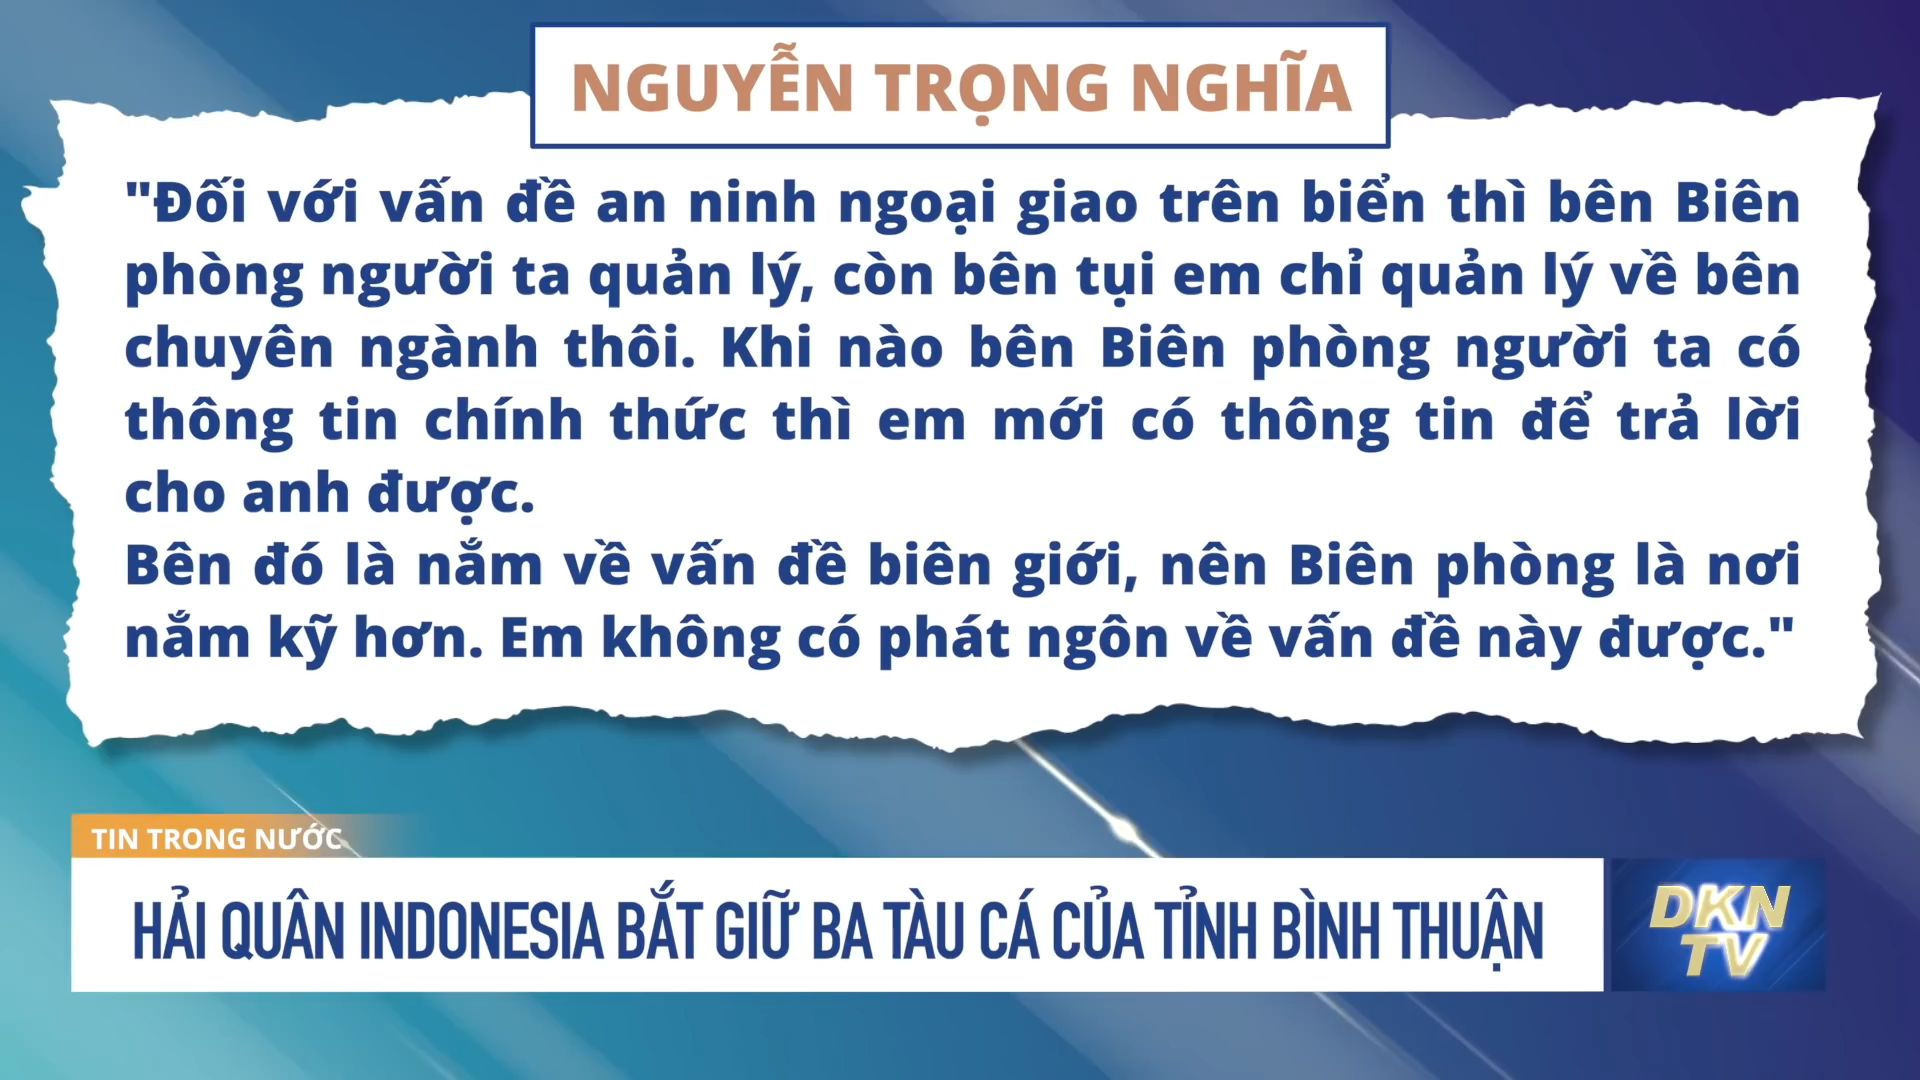 NGUYỄN TRỌNG NGHĨA
"Đối với vấn đề an ninh ngoại giao trên biển thì bên Biên
phòng người ta quản lý, còn bên tụi em chỉ quản lý về bên
chuyên ngành thôi. Khi nào bên Biên phòng người ta có
thông tin chính thức thì em mới có thông tin để trả lời
cho anh được.
Bên đó là nắm về vấn đề biên giới, nên Biên phòng là nơi
nắm kỹ hơn. Em không có phát ngôn về vấn đề này được."
TIN TRONG NƯỚC
HẢI QUÂN INDONESIA BẮT GIỮ BA TÀU CÁ CỦA TỈNH BÌNH THUẬN
DKN
TV